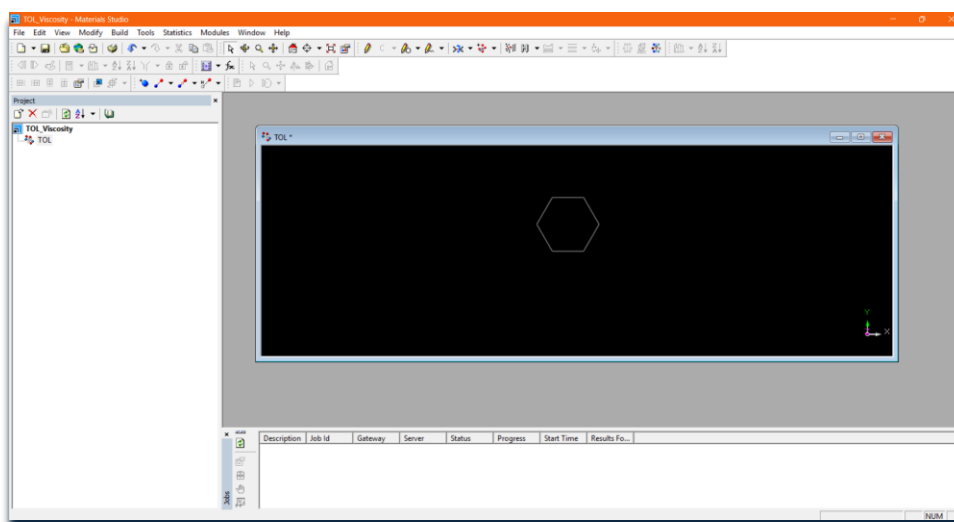 TOL_Viscosity - Materials Studio
File Edit View Modify Build Tools Statistics Modules Window Help
Project
TOL_Viscosity
TOL
TOL *
Y
X
Description Job Id Gateway Server Status Progress Start Time Results Fo...
Jobs
NUM